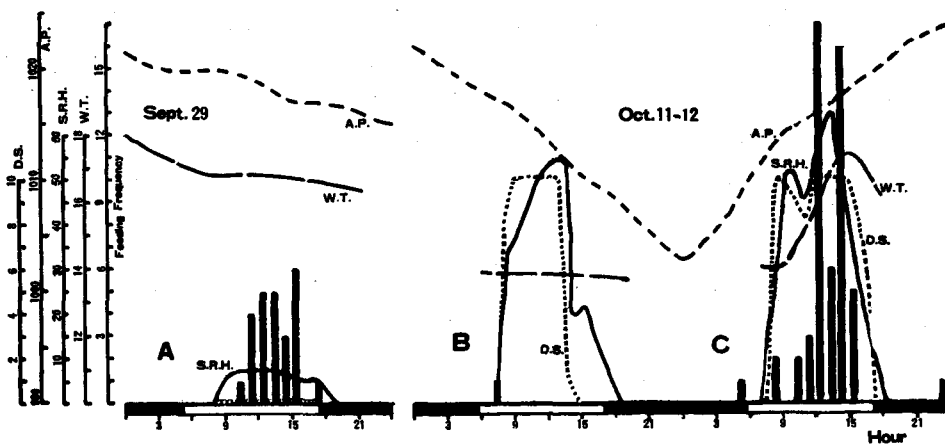 A.P.
S.R.H.
W.T.
D.S.
Feeding Frequency
10
8
6
4
2
1020
1010
1000
990
60
50
40
30
20
10
18
16
14
12
15
12
9
6
3
Sept. 29
A.P.
W.T.
A
S.R.H.
3 9 15 21
Oct. 11-12
B
D.S.
A.P.
S.R.H.
W.T.
D.S.
C
3 9 15 21 3 9 15 21
Hour